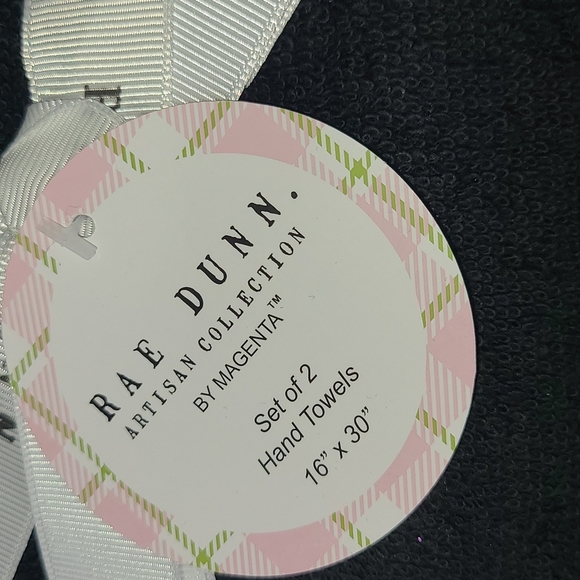 RAE DUNN.
ARTISAN COLLECTION
BY MAGENTA™
Set of 2
Hand Towels
16” x 30”